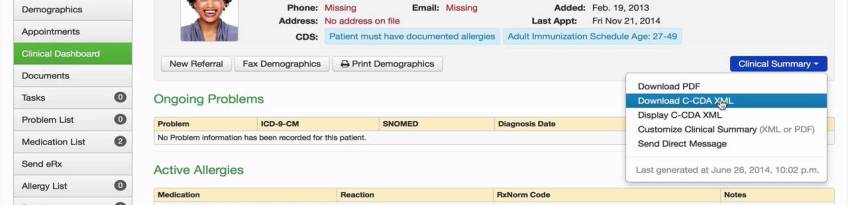 Demographics
Appointments
Clinical Dashboard
Documents
Tasks 0
Problem List 0
Medication List 2
Send eRx
Allergy List 0
Phone: Missing Email: Missing Added: Feb. 19, 2013
Address: No address on file Last Appt: Fri Nov 21, 2014
CDS: Patient must have documented allergies Adult Immunization Schedule Age: 27-49
New Referral Fax Demographics Print Demographics Clinical Summary
Download PDF
Download C-CDA XML
Display C-CDA XML
Customize Clinical Summary (XML or PDF)
Send Direct Message
Last generated at June 26, 2014, 10:02 p.m.
Ongoing Problems
Problem ICD-9-CM SNOMED Diagnosis Date
No Problem information has been recorded for this patient.
Active Allergies
Medication Reaction RxNorm Code Notes